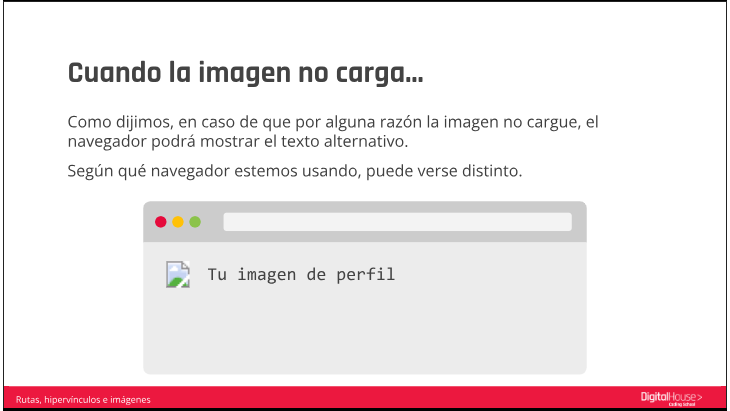 Cuando la imagen no carga...
Como dijimos, en caso de que por alguna razón la imagen no cargue, el
navegador podrá mostrar el texto alternativo.
Según qué navegador estemos usando, puede verse distinto.
Tu imagen de perfil
Rutas, hipervínculos e imágenes
DigitalHouse>
Coding School